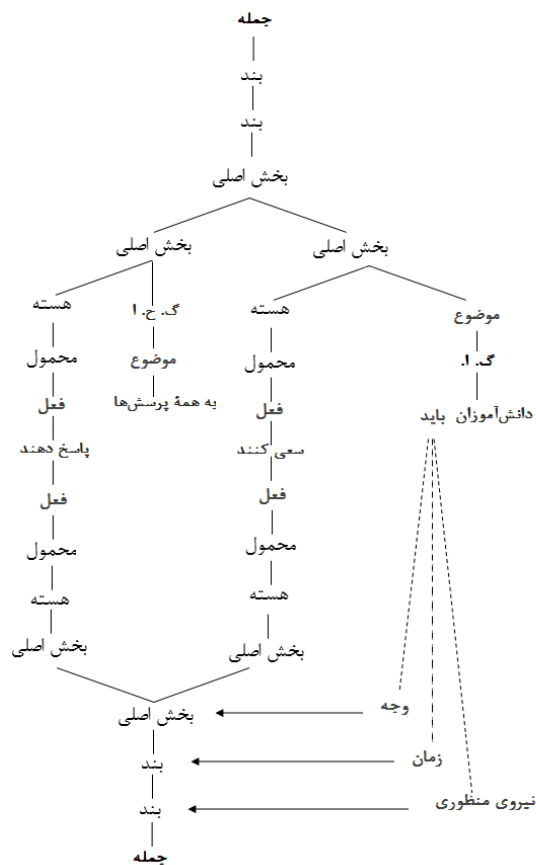 جمله
بند
بند
بخش اصلی
بخش اصلی بخش اصلی
موضوع هسته گ. ح. ا هسته
گ. ا. محمول موضوع محمول
دانش‌آموزان باید فعل به همهٔ پرسش‌ها فعل
سعی کنند پاسخ دهند
فعل فعل
محمول محمول
هسته هسته
بخش اصلی بخش اصلی
وجه بخش اصلی
زمان بند
نیروی منظوری بند
جمله